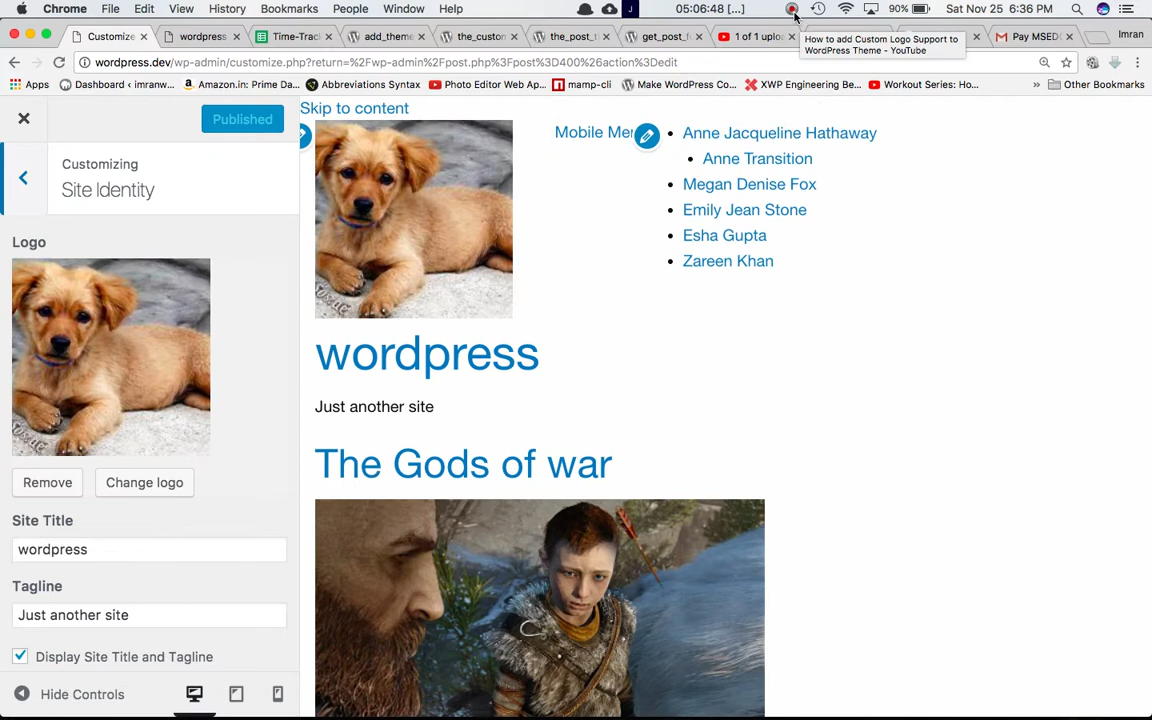 Chrome File Edit View History Bookmarks People Window Help J 05:06:48 [...] 90% Sat Nov 25 6:36 PM
Customize wordpress Time-Track add_theme the_custom the_post_t get_post_f 1 of 1 uploa Pay MSEDC Imran
How to add Custom Logo Support to
WordPress Theme - YouTube
wordpress.dev/wp-admin/customize.php?return=%2Fwp-admin%2Fpost.php%3Fpost%3D400%26action%3Dedit
Apps Dashboard ‹ imranw... Amazon.in: Prime Da... Abbreviations Syntax Photo Editor Web Ap... mamp-cli Make WordPress Co... XWP Engineering Be... Workout Series: Ho... » Other Bookmarks
Published
Customizing
Site Identity
Logo
Remove Change logo
Site Title
wordpress
Tagline
Just another site
Display Site Title and Tagline
Hide Controls
Skip to content
Mobile Me
Anne Jacqueline Hathaway
Anne Transition
Megan Denise Fox
Emily Jean Stone
Esha Gupta
Zareen Khan
wordpress
Just another site
The Gods of war